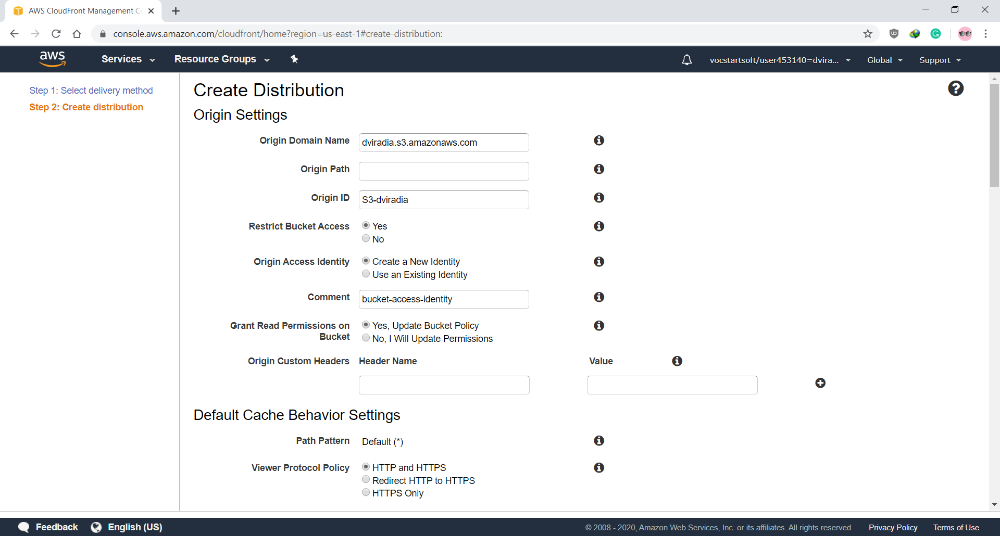 AWS CloudFront Management Co
console.aws.amazon.com/cloudfront/home?region=us-east-1#create-distribution:
aws
Services
Resource Groups
vocstartsoft/user453140=dvira...
Global
Support
Step 1: Select delivery method
Step 2: Create distribution
Create Distribution
Origin Settings
Origin Domain Name
dviradia.s3.amazonaws.com
Origin Path
Origin ID
S3-dviradia
Restrict Bucket Access
Yes
No
Origin Access Identity
Create a New Identity
Use an Existing Identity
Comment
bucket-access-identity
Grant Read Permissions on
Bucket
Yes, Update Bucket Policy
No, I Will Update Permissions
Origin Custom Headers
Header Name
Value
Default Cache Behavior Settings
Path Pattern
Default (*)
Viewer Protocol Policy
HTTP and HTTPS
Redirect HTTP to HTTPS
HTTPS Only
Feedback
English (US)
© 2008 - 2020, Amazon Web Services, Inc. or its affiliates. All rights reserved.
Privacy Policy
Terms of Use